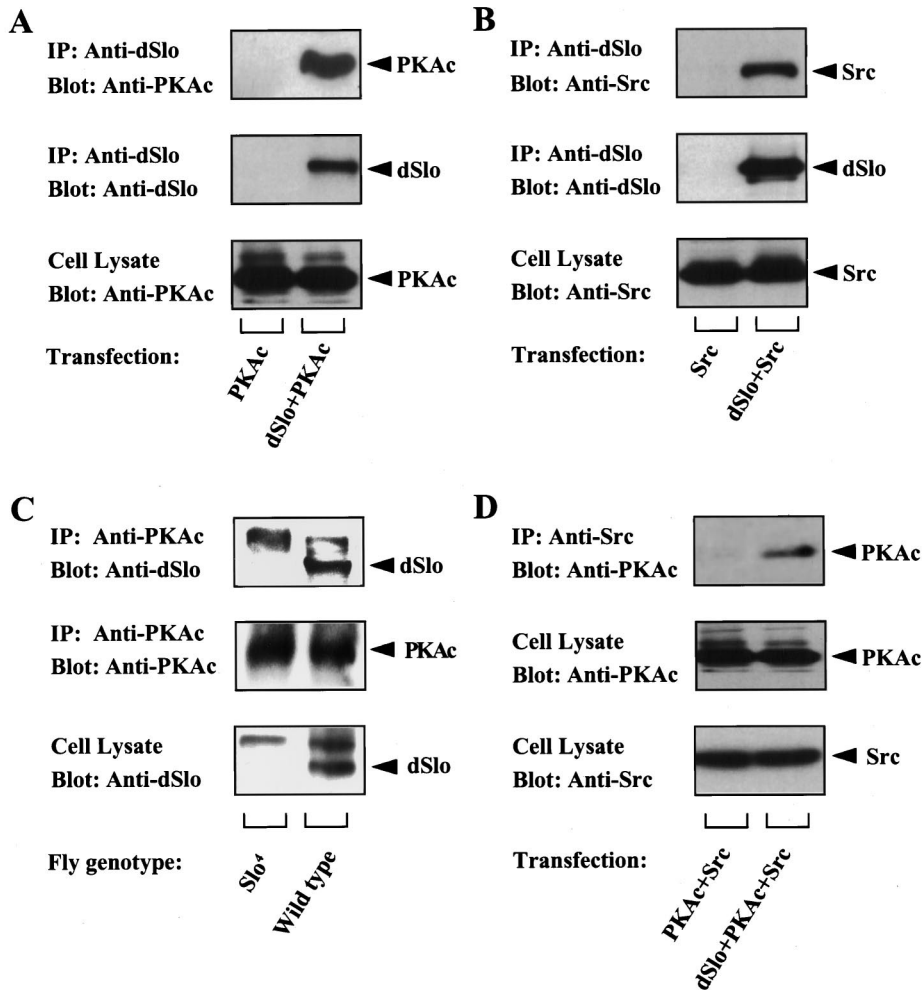 A
IP: Anti-dSlo
Blot: Anti-PKAc
PKAc
IP: Anti-dSlo
Blot: Anti-dSlo
dSlo
Cell Lysate
Blot: Anti-PKAc
PKAc
Transfection:
PKAc
dSlo+PKAc
B
IP: Anti-dSlo
Blot: Anti-Src
Src
IP: Anti-dSlo
Blot: Anti-dSlo
dSlo
Cell Lysate
Blot: Anti-Src
Src
Transfection:
Src
dSlo+Src
C
IP: Anti-PKAc
Blot: Anti-dSlo
dSlo
IP: Anti-PKAc
Blot: Anti-PKAc
PKAc
Cell Lysate
Blot: Anti-dSlo
dSlo
Fly genotype:
Slo⁴
Wild type
D
IP: Anti-Src
Blot: Anti-PKAc
PKAc
Cell Lysate
Blot: Anti-PKAc
PKAc
Cell Lysate
Blot: Anti-Src
Src
Transfection:
PKAc+Src
dSlo+PKAc+Src